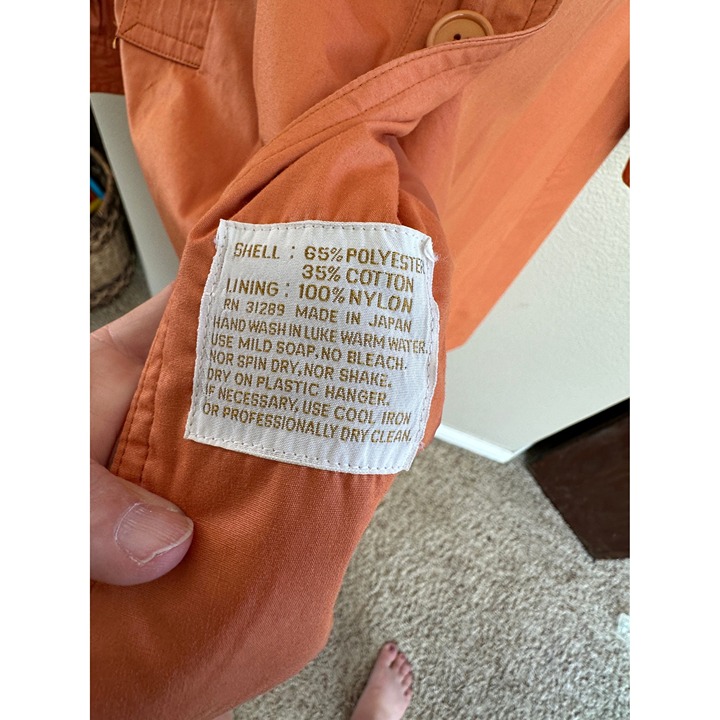 SHELL : 65% POLYESTER
35% COTTON
LINING : 100% NYLON
RN 31289 MADE IN JAPAN
HAND WASH IN LUKE WARM WATER.
USE MILD SOAP, NO BLEACH.
NOR SPIN DRY, NOR SHAKE.
DRY ON PLASTIC HANGER.
IF NECESSARY, USE COOL IRON
OR PROFESSIONALLY DRY CLEAN.